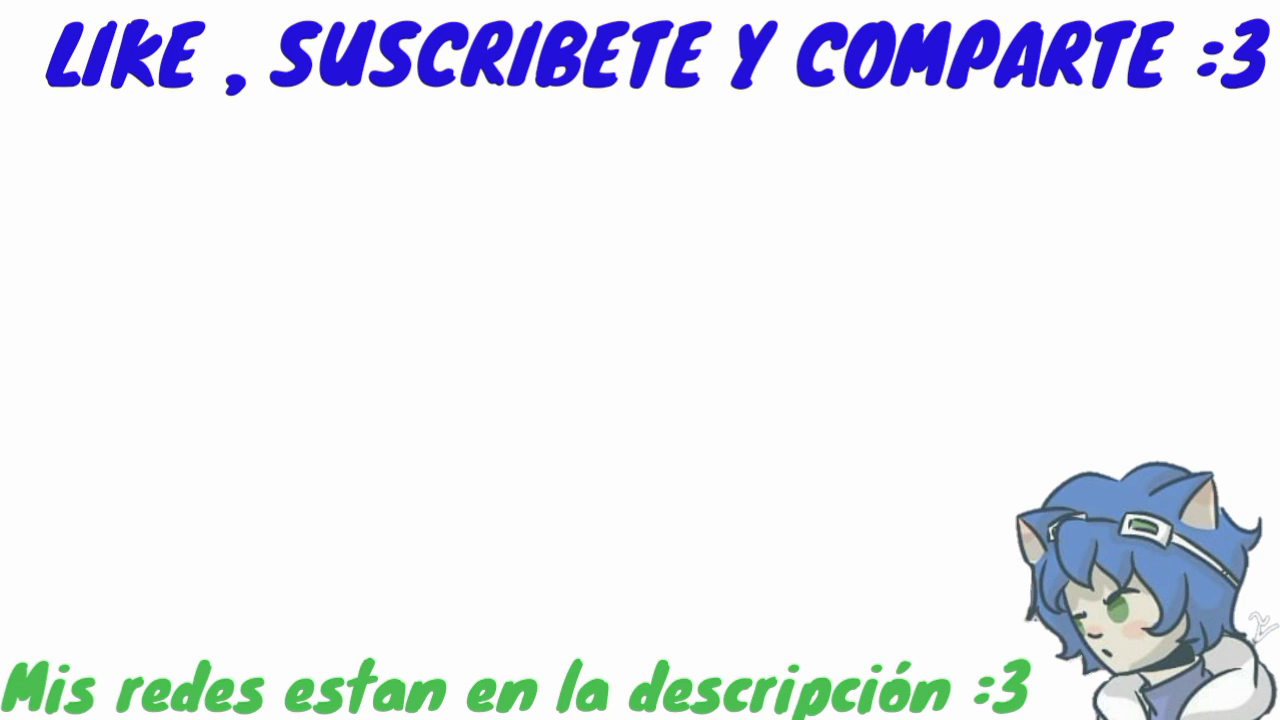 LIKE , SUSCRIBETE Y COMPARTE :3
Mis redes estan en la descripción :3